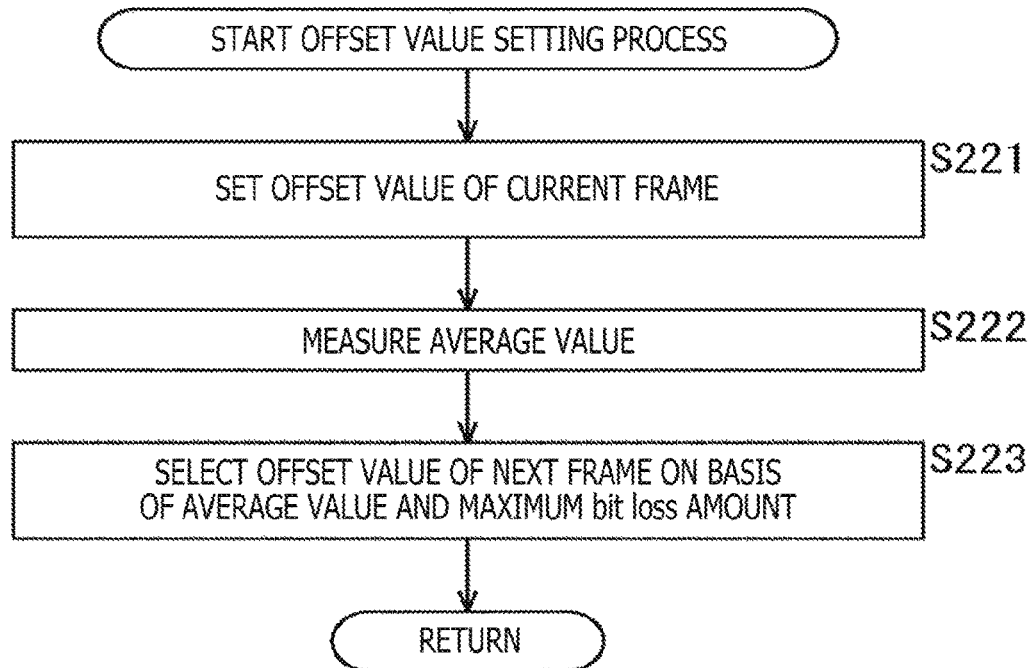 START OFFSET VALUE SETTING PROCESS
S221
SET OFFSET VALUE OF CURRENT FRAME
S222
MEASURE AVERAGE VALUE
S223
SELECT OFFSET VALUE OF NEXT FRAME ON BASIS
OF AVERAGE VALUE AND MAXIMUM bit loss AMOUNT
RETURN